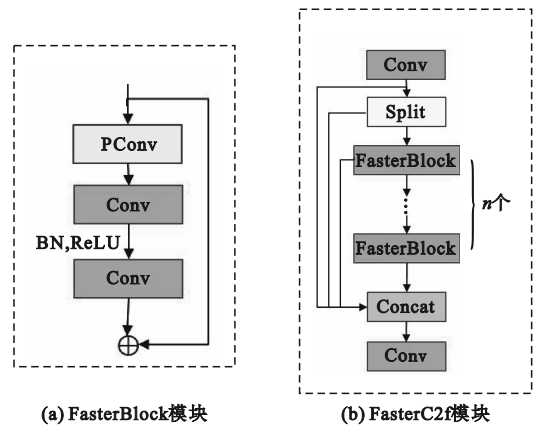 PConv
Conv
BN,ReLU
Conv
(a) FasterBlock模块
Conv
Split
FasterBlock
n个
FasterBlock
Concat
Conv
(b) FasterC2f模块